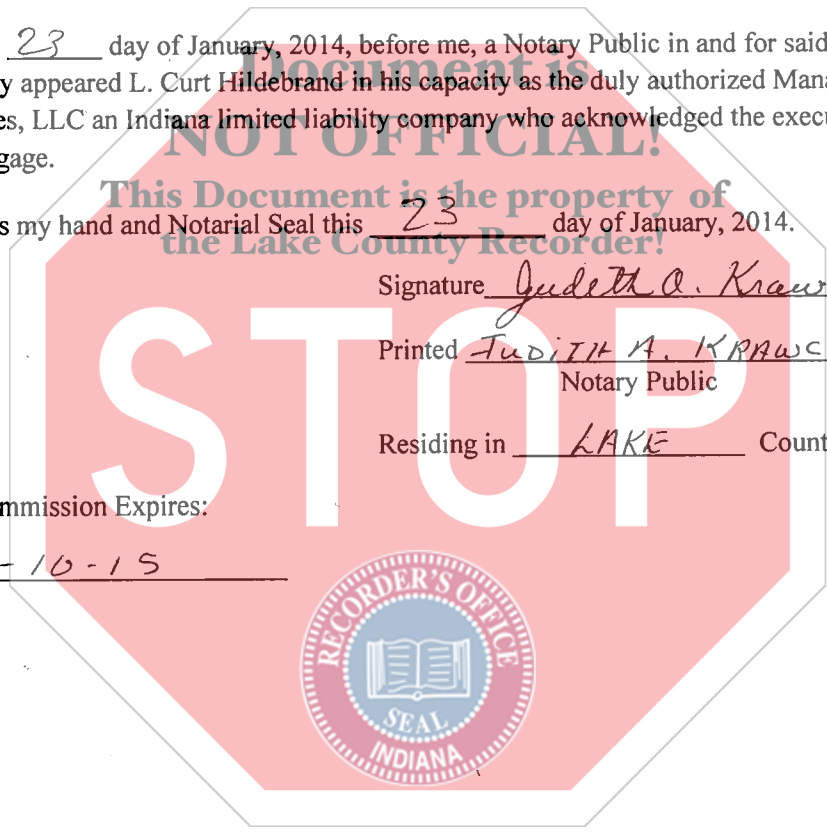 23 day of January, 2014, before me, a Notary Public in and for said
Document is
y appeared L. Curt Hildebrand in his capacity as the duly authorized Mana
es, LLC an Indiana limited liability company who acknowledged the execu
NOT OFFICIAL!
gage.
This Document is the property of
s my hand and Notarial Seal this 23 day of January, 2014.
the Lake County Recorder!
Signature Judith A. Kraw
STOP
Printed JUDITH A. KRAWC
Notary Public
Residing in LAKE Count
mmission Expires:
- 10 - 15
RECORDER'S OFFICE
SEAL
INDIANA